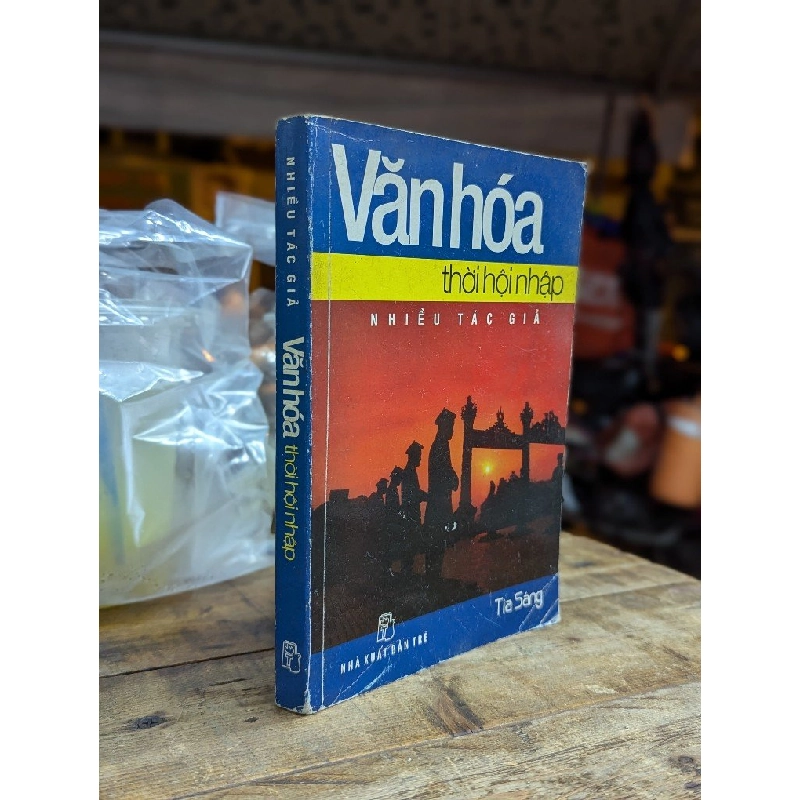 Văn hóa
thời hội nhập
NHIỀU TÁC GIẢ
Tia Sáng
NHÀ XUẤT BẢN TRẺ
NHIỀU TÁC GIẢ
Văn hóa thời hội nhập